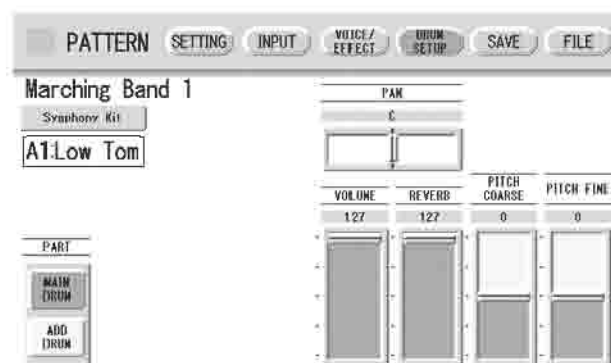 PATTERN SETTING INPUT VOICE/ EFFECT DRUM SETUP SAVE FILE
Marching Band 1
Symphony Kit
A1:Low Tom
PAN
C
VOLUME REVERB PITCH COARSE PITCH FINE
127 127 0 0
PART
MAIN DRUM
ADD DRUM